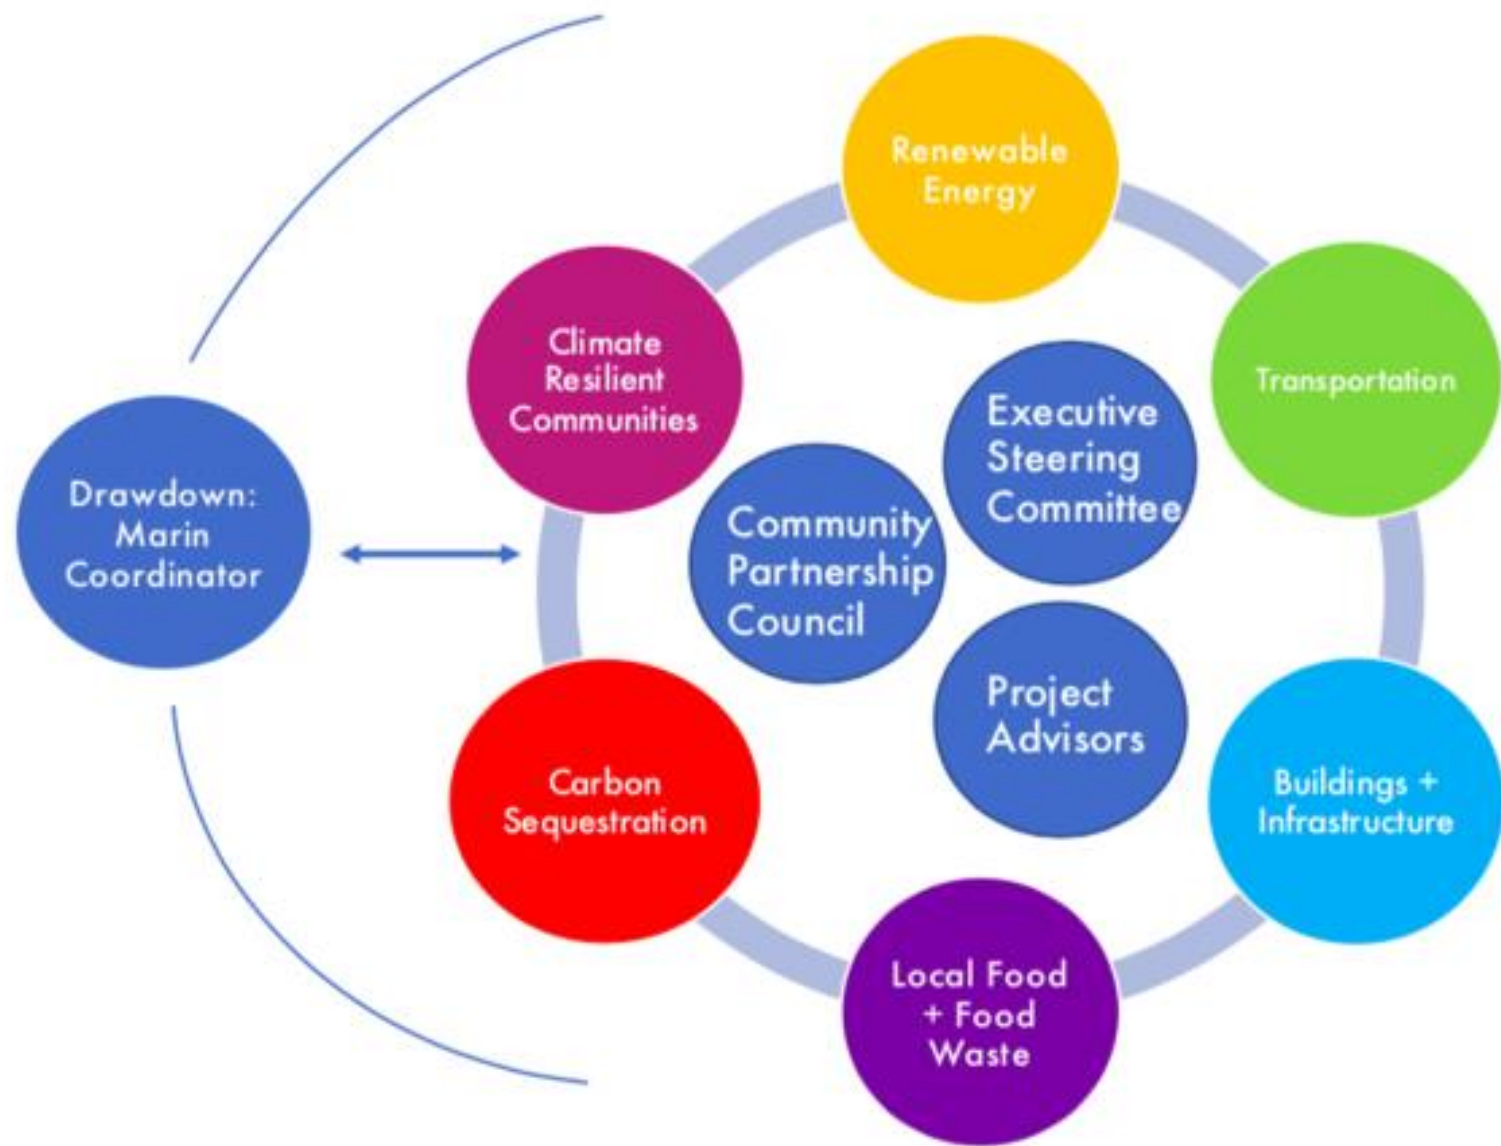 Renewable
Energy
Climate
Resilient
Communities
Transportation
Executive
Steering
Committee
Drawdown:
Marin
Coordinator
Community
Partnership
Council
Project
Advisors
Carbon
Sequestration
Buildings +
Infrastructure
Local Food
+ Food
Waste